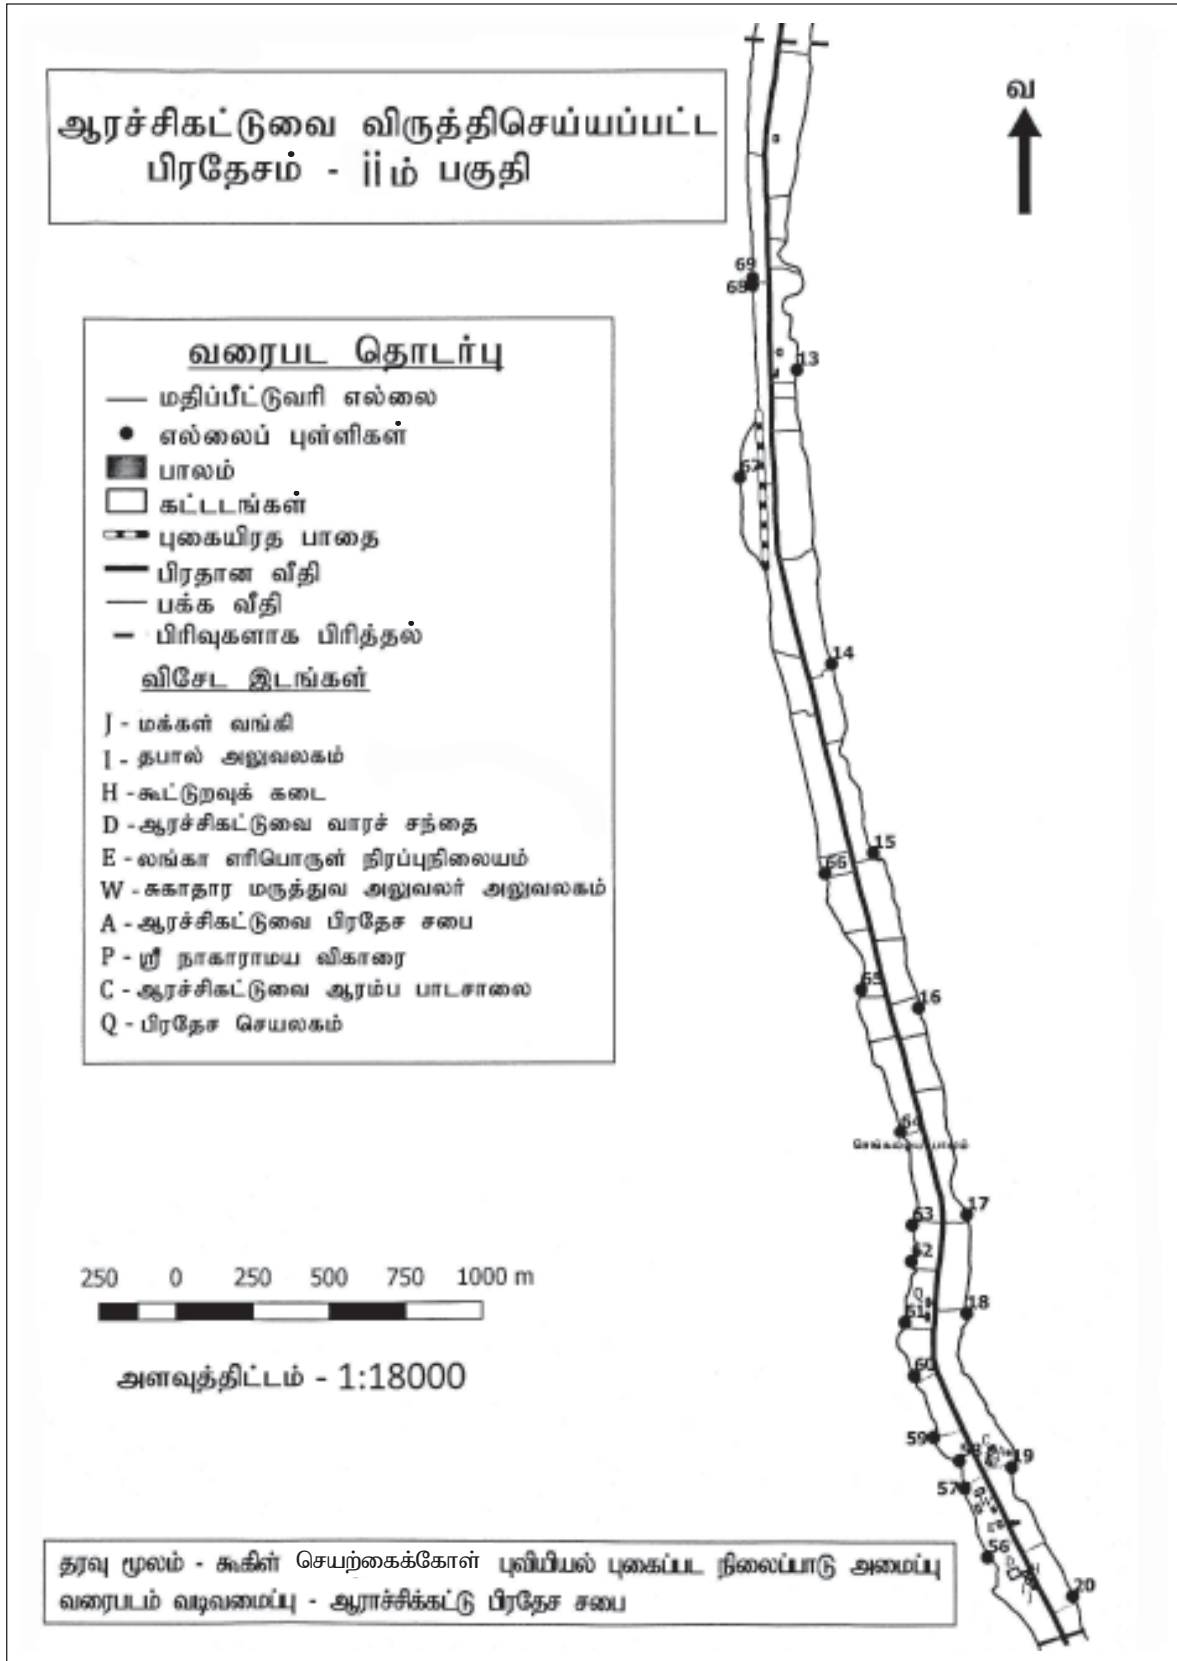 ஆரச்சிகட்டுவை விருத்திசெய்யப்பட்ட
பிரதேசம் - iiம் பகுதி
வ
வரைபட தொடர்பு
மதிப்பீட்டுவரி எல்லை
எல்லைப் புள்ளிகள்
பாலம்
கட்டடங்கள்
புகையிரத பாதை
பிரதான வீதி
பக்க வீதி
பிரிவுகளாக பிரித்தல்
விசேட இடங்கள்
J - மக்கள் வங்கி
I - தபால் அலுவலகம்
H - கூட்டுறவுக் கடை
D - ஆரச்சிகட்டுவை வாரச் சந்தை
E - லங்கா எரிபொருள் நிரப்புநிலையம்
W - சுகாதார மருத்துவ அலுவலர் அலுவலகம்
A - ஆரச்சிகட்டுவை பிரதேச சபை
P - ஸ்ரீ நாகாராமய விகாரை
C - ஆரச்சிகட்டுவை ஆரம்ப பாடசாலை
Q - பிரதேச செயலகம்
69
68
13
67
14
15
66
65
16
64
17
63
62
Q
18
61
60
59
58
C
19
57
56
20
250 0 250 500 750 1000 m
அளவுத்திட்டம் - 1:18000
தரவு மூலம் - கூகிள் செயற்கைக்கோள் புவியியல் புகைப்பட நிலைப்பாடு அமைப்பு
வரைபடம் வடிவமைப்பு - ஆராச்சிக்கட்டு பிரதேச சபை